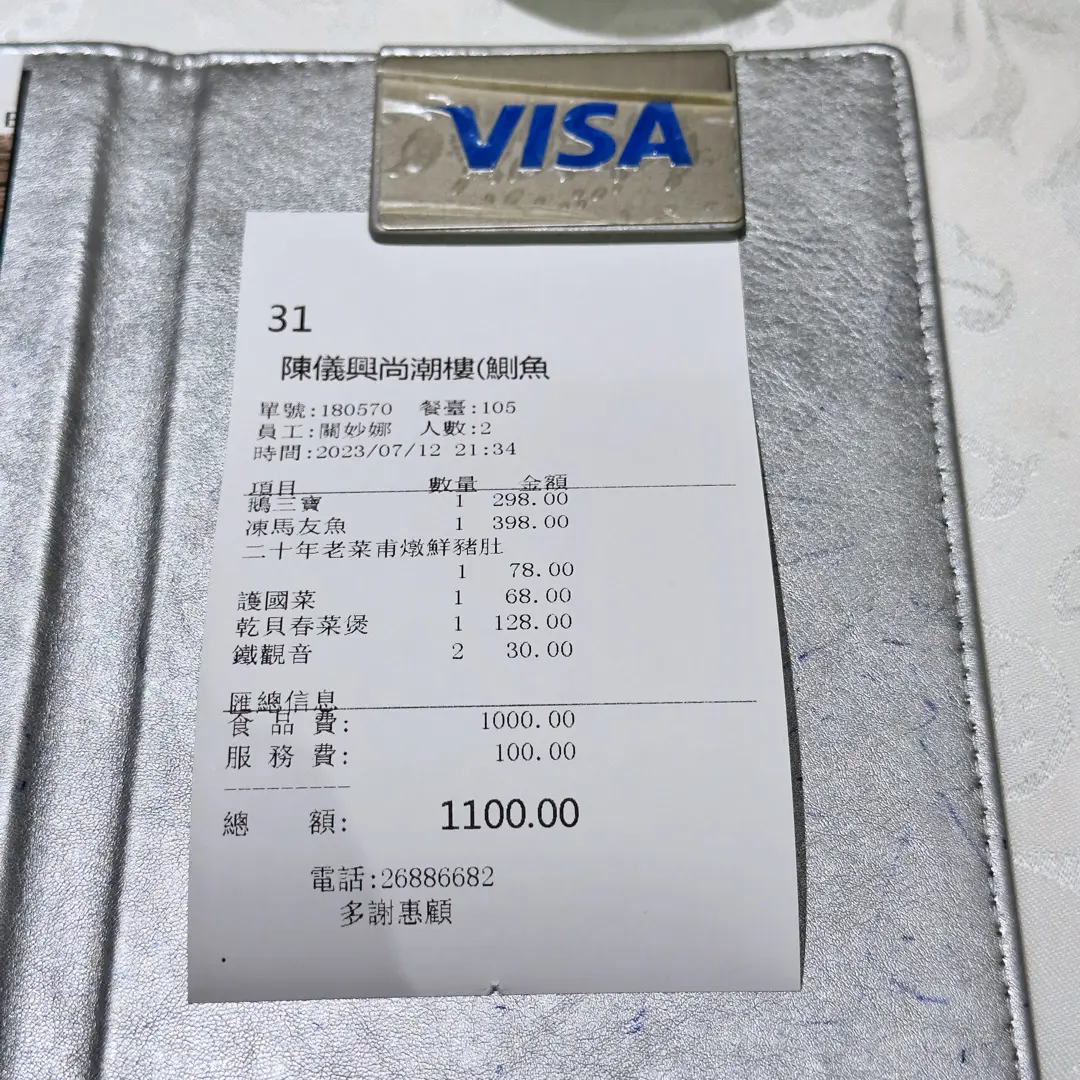 VISA
31
陳儀興尚潮樓(鰂魚
單號:180570 餐臺:105
員工:關妙娜 人數:2
時間:2023/07/12 21:34
項目 數量 金額
鵝三寶 1 298.00
凍馬友魚 1 398.00
二十年老菜甫燉鮮豬肚
1 78.00
護國菜 1 68.00
乾貝春菜煲 1 128.00
鐵觀音 2 30.00
匯總信息
食 品 費: 1000.00
服 務 費: 100.00
----------
總 額: 1100.00
電話:26886682
多謝惠顧